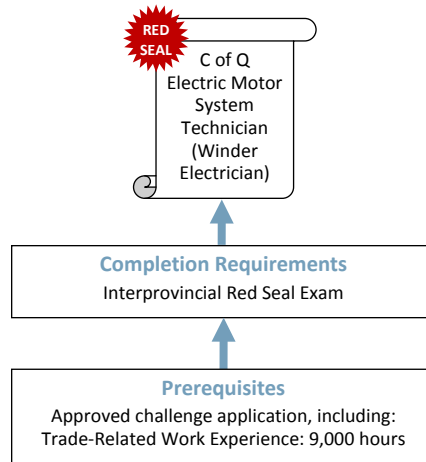 RED
SEAL
C of Q
Electric Motor
System
Technician
(Winder
Electrician)
Completion Requirements
Interprovincial Red Seal Exam
Prerequisites
Approved challenge application, including:
Trade-Related Work Experience: 9,000 hours